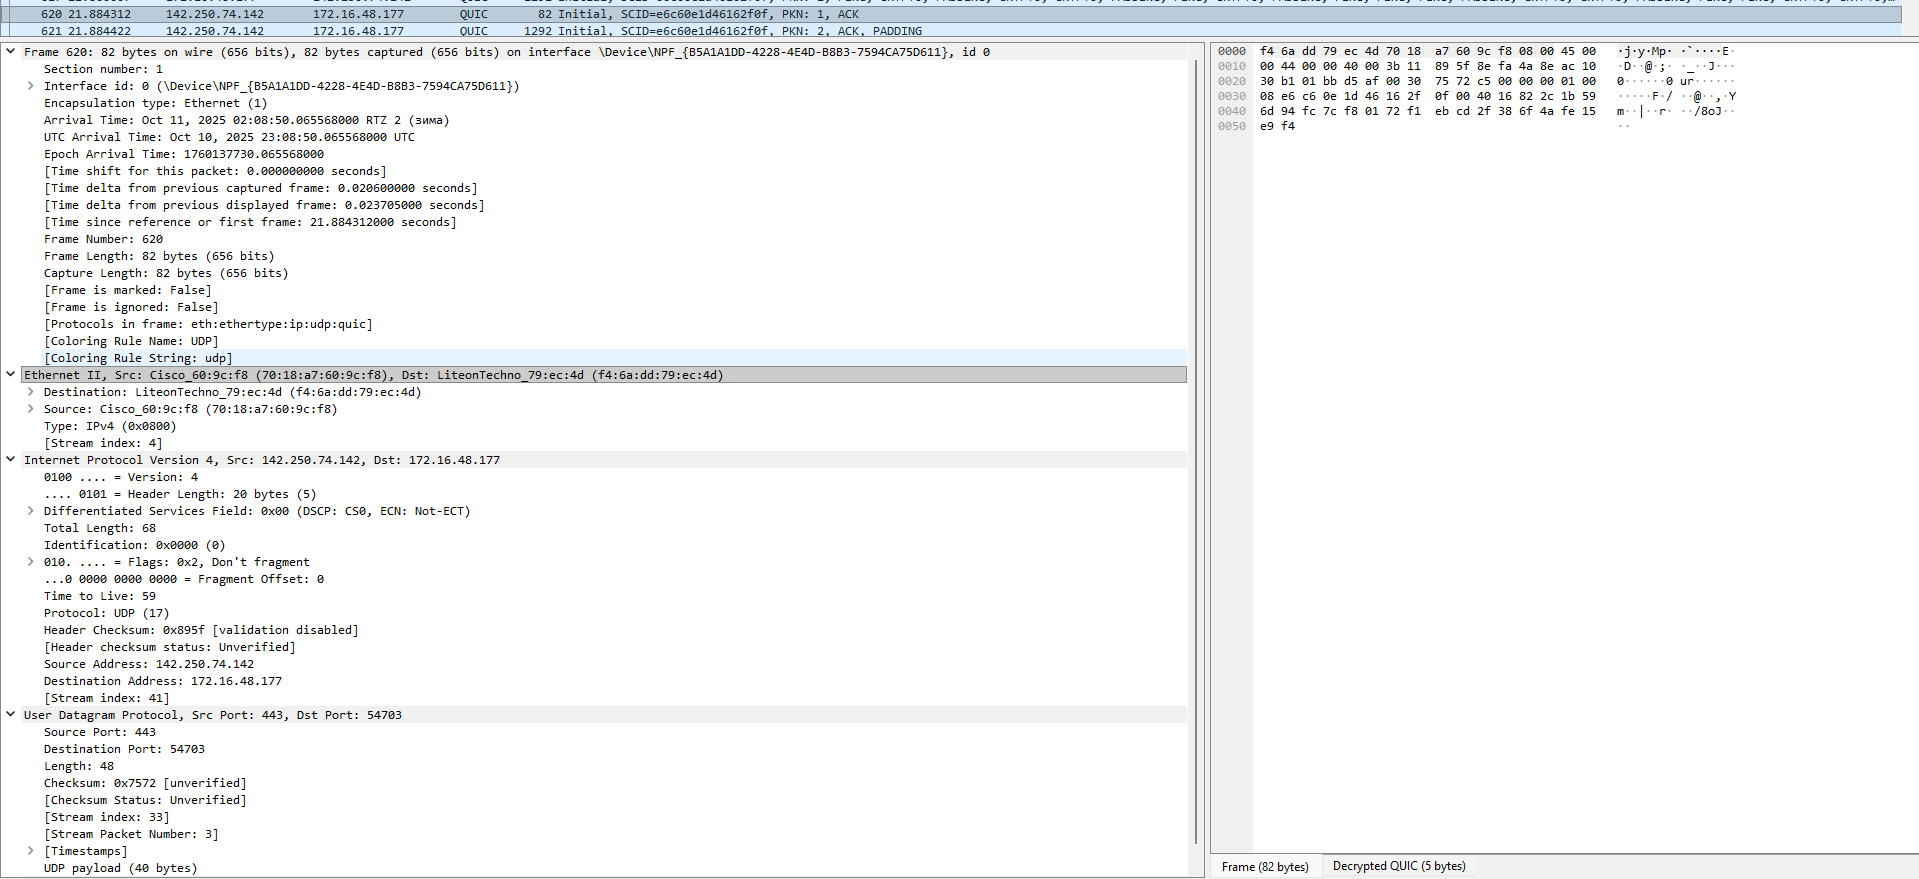 620 21.884312 142.250.74.142 172.16.48.177 QUIC 82 Initial, SCID=e6c60e1d46162f0f, PKN: 1, ACK
621 21.884422 142.250.74.142 172.16.48.177 QUIC 1292 Initial, SCID=e6c60e1d46162f0f, PKN: 2, ACK, PADDING
Frame 620: 82 bytes on wire (656 bits), 82 bytes captured (656 bits) on interface \Device\NPF_{B5A1A1DD-4228-4E4D-B8B3-7594CA75D611}, id 0
Section number: 1
Interface id: 0 (\Device\NPF_{B5A1A1DD-4228-4E4D-B8B3-7594CA75D611})
Encapsulation type: Ethernet (1)
Arrival Time: Oct 11, 2025 02:08:50.065568000 RTZ 2 (зима)
UTC Arrival Time: Oct 10, 2025 23:08:50.065568000 UTC
Epoch Arrival Time: 1760137730.065568000
[Time shift for this packet: 0.000000000 seconds]
[Time delta from previous captured frame: 0.020600000 seconds]
[Time delta from previous displayed frame: 0.023705000 seconds]
[Time since reference or first frame: 21.884312000 seconds]
Frame Number: 620
Frame Length: 82 bytes (656 bits)
Capture Length: 82 bytes (656 bits)
[Frame is marked: False]
[Frame is ignored: False]
[Protocols in frame: eth:ethertype:ip:udp:quic]
[Coloring Rule Name: UDP]
[Coloring Rule String: udp]
Ethernet II, Src: Cisco_60:9c:f8 (70:18:a7:60:9c:f8), Dst: LiteonTechno_79:ec:4d (f4:6a:dd:79:ec:4d)
Destination: LiteonTechno_79:ec:4d (f4:6a:dd:79:ec:4d)
Source: Cisco_60:9c:f8 (70:18:a7:60:9c:f8)
Type: IPv4 (0x0800)
[Stream index: 4]
Internet Protocol Version 4, Src: 142.250.74.142, Dst: 172.16.48.177
0100 .... = Version: 4
.... 0101 = Header Length: 20 bytes (5)
Differentiated Services Field: 0x00 (DSCP: CS0, ECN: Not-ECT)
Total Length: 68
Identification: 0x0000 (0)
010. .... = Flags: 0x2, Don't fragment
...0 0000 0000 0000 = Fragment Offset: 0
Time to Live: 59
Protocol: UDP (17)
Header Checksum: 0x895f [validation disabled]
[Header checksum status: Unverified]
Source Address: 142.250.74.142
Destination Address: 172.16.48.177
[Stream index: 41]
User Datagram Protocol, Src Port: 443, Dst Port: 54703
Source Port: 443
Destination Port: 54703
Length: 48
Checksum: 0x7572 [unverified]
[Checksum Status: Unverified]
[Stream index: 33]
[Stream Packet Number: 3]
[Timestamps]
UDP payload (40 bytes)
0000 f4 6a dd 79 ec 4d 70 18 a7 60 9c f8 08 00 45 00 ·j·y·Mp· ·`····E·
0010 00 44 00 00 40 00 3b 11 89 5f 8e fa 4a 8e ac 10 ·D··@·;· ·_··J···
0020 30 b1 01 bb d5 af 00 30 75 72 c5 00 00 00 01 00 0······0 ur······
0030 08 e6 c6 0e 1d 46 16 2f 0f 00 40 16 82 2c 1b 59 ·····F·/ ··@··,·Y
0040 6d 94 fc 7c f8 01 72 f1 eb cd 2f 38 6f 4a fe 15 m··|··r· ··/8oJ··
0050 e9 f4 ··
Frame (82 bytes) Decrypted QUIC (5 bytes)